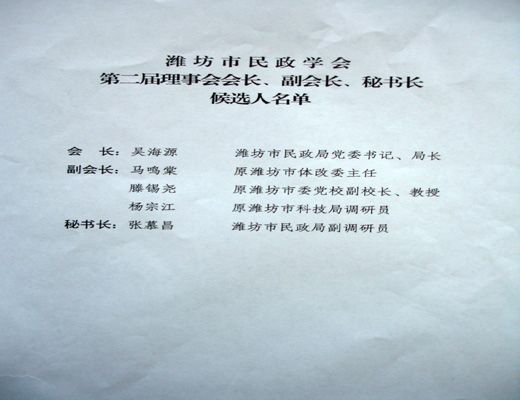 潍坊市民政学会
第二届理事会会长、副会长、秘书长
候选人名单
会 长：吴海源 潍坊市民政局党委书记、局长
副会长：马鸣棠 原潍坊市体改委主任
滕锡尧 原潍坊市委党校副校长、教授
杨宗江 原潍坊市科技局调研员
秘书长：张慕昌 潍坊市民政局副调研员